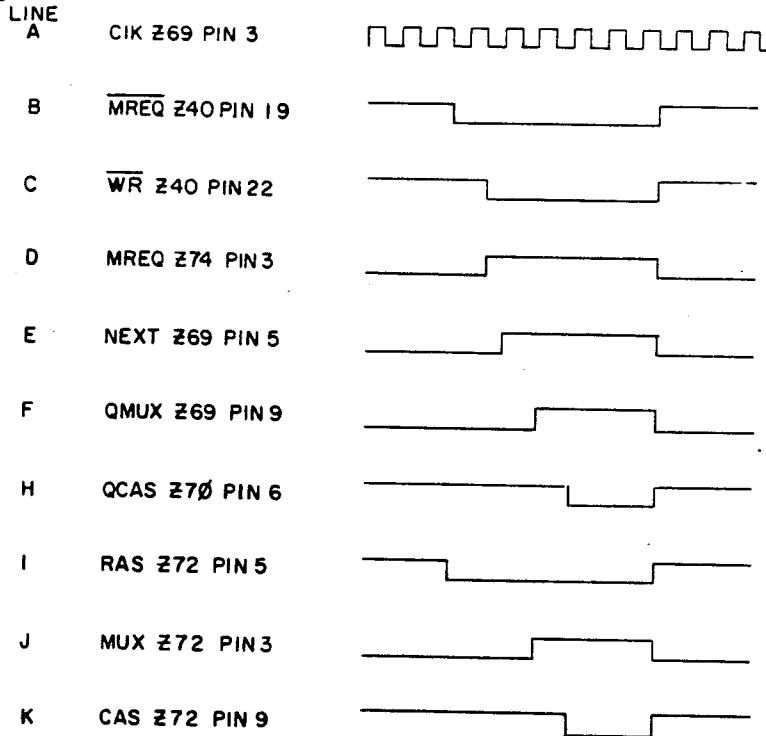 LINE
A CIK Z69 PIN 3
B MREQ Z40 PIN 19
C WR Z40 PIN 22
D MREQ Z74 PIN 3
E NEXT Z69 PIN 5
F QMUX Z69 PIN 9
H QCAS Z7Ø PIN 6
I RAS Z72 PIN 5
J MUX Z72 PIN 3
K CAS Z72 PIN 9